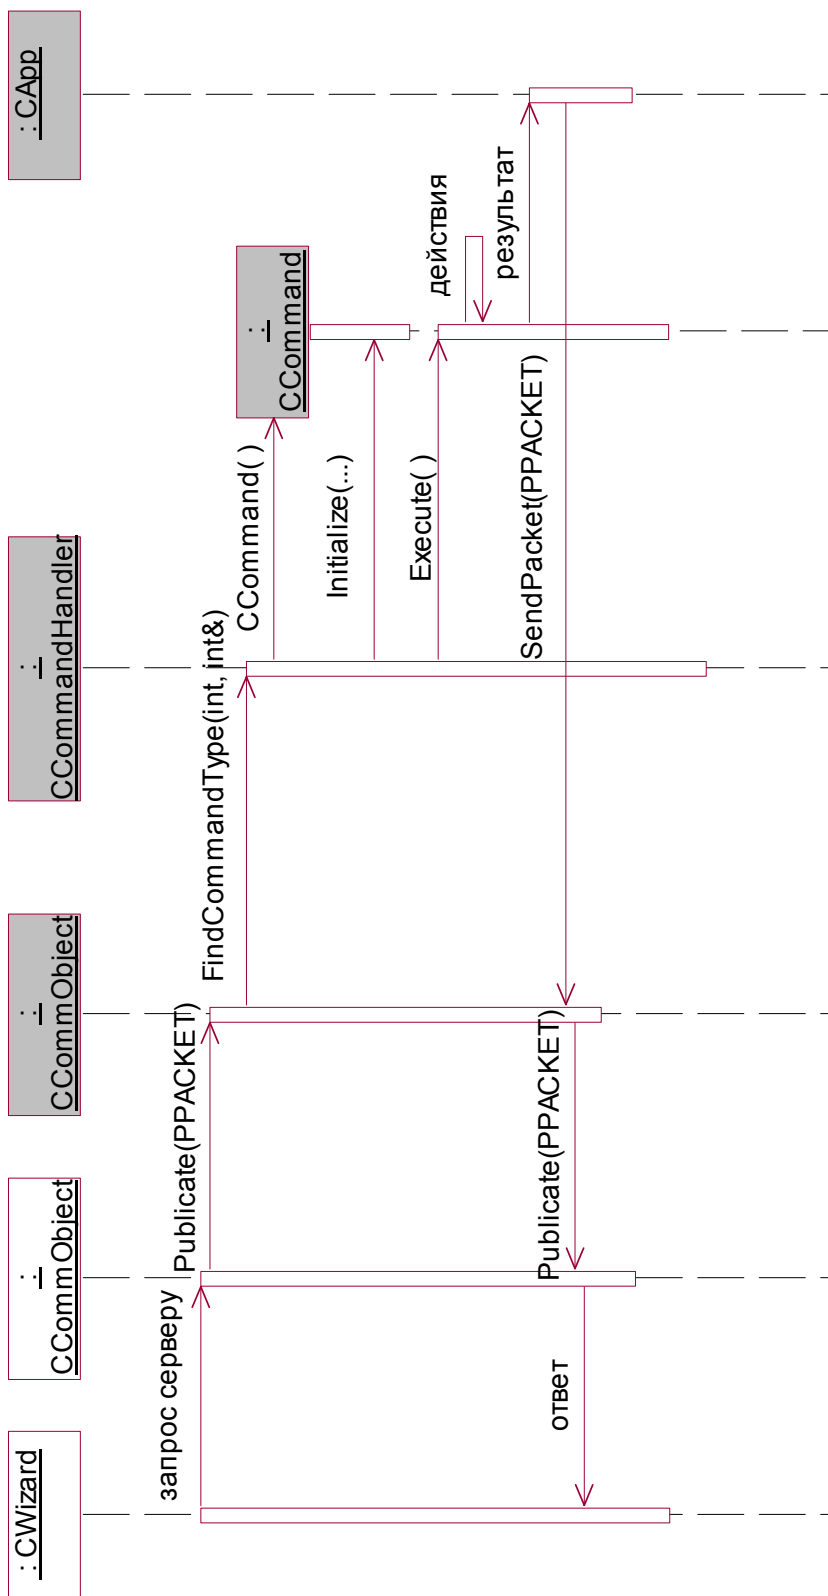 : CWizard
:
CCommObject
:
CCommObject
:
CCommandHandler
:
CCommand
: CApp
запрос серверу
Publicate(PPACKET)
FindCommandType(int, int&)
CCommand( )
Initialize(...)
Execute( )
действия
результат
SendPacket(PPACKET)
Publicate(PPACKET)
ответ